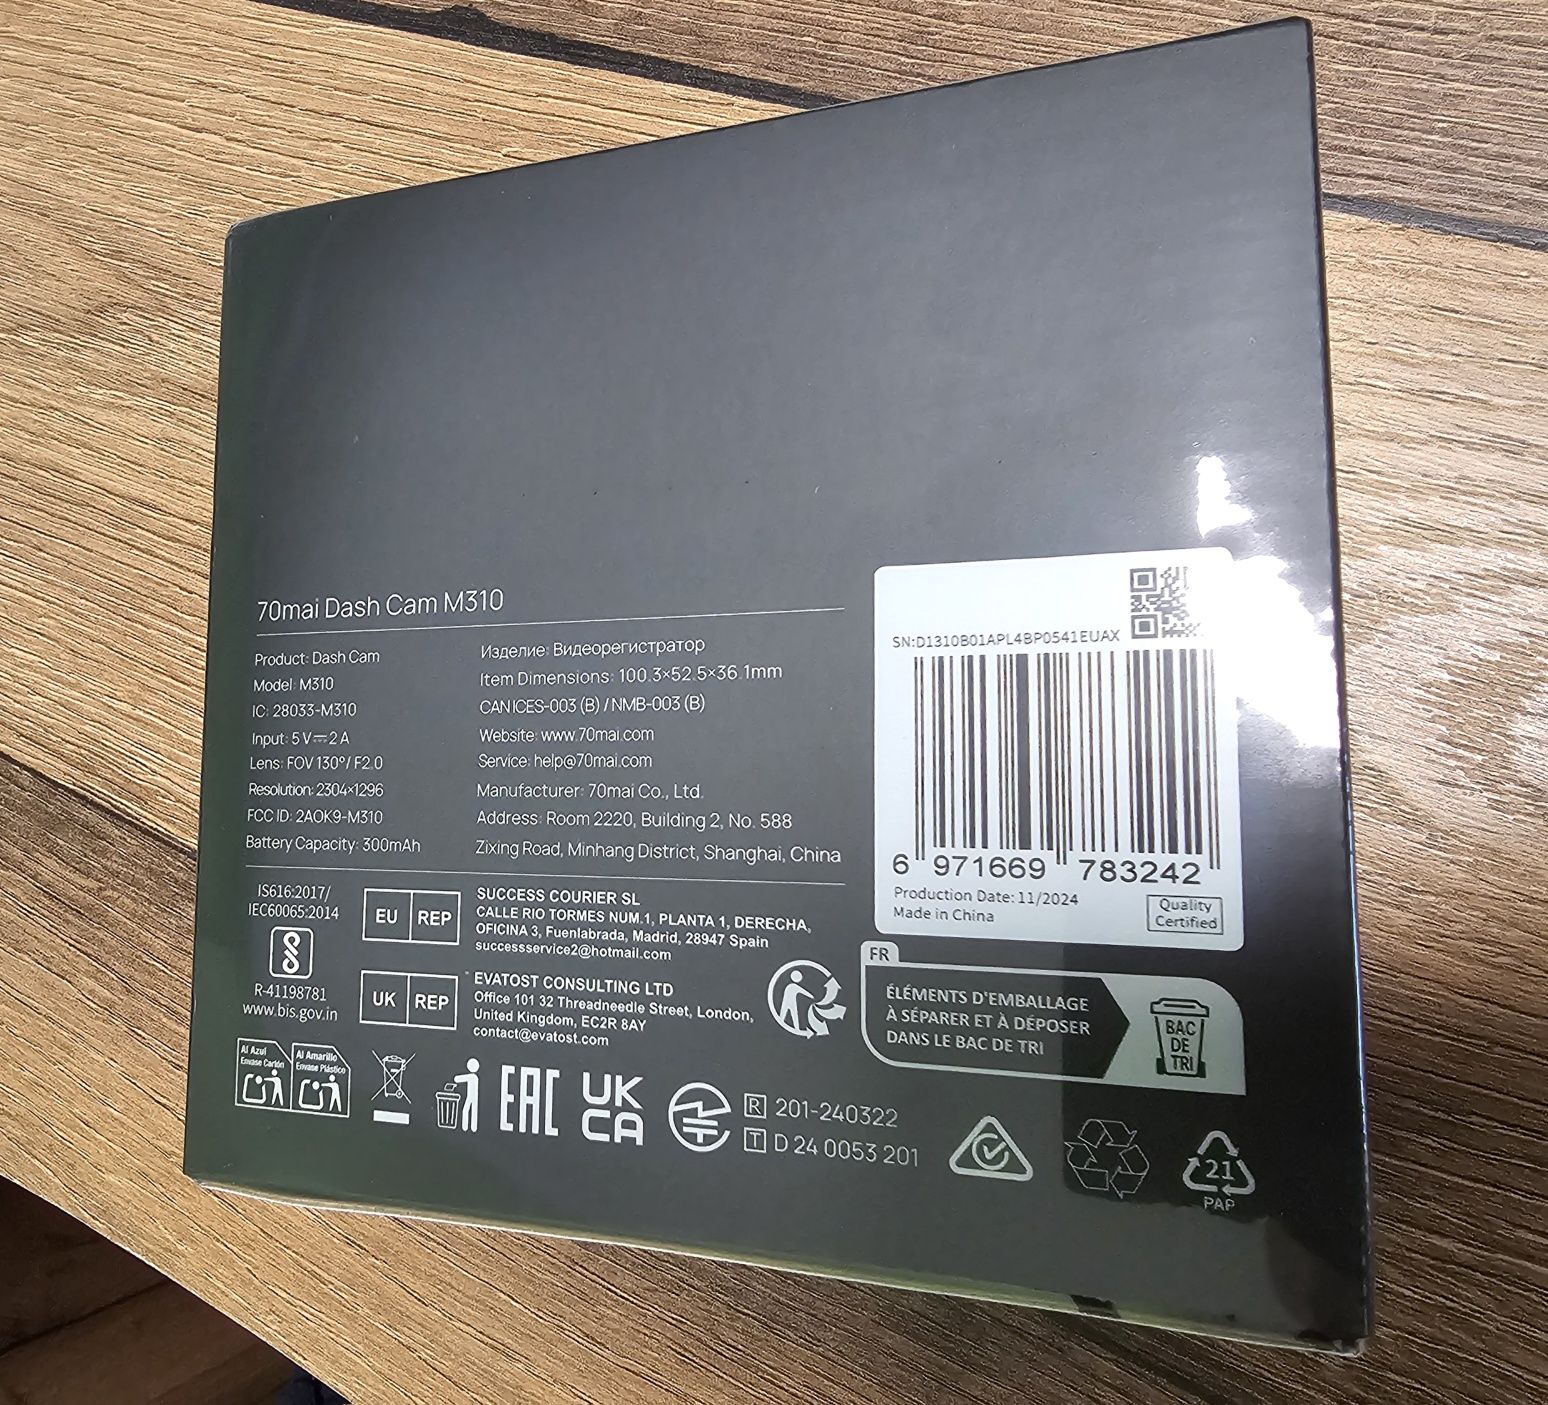 70mai Dash Cam M310
Product: Dash Cam
Model: M310
IC: 28033-M310
Input: 5 V⎓2 A
Lens: FOV 130°/ F2.0
Resolution: 2304×1296
FCC ID: 2AOK9-M310
Battery Capacity: 300mAh
Изделие: Видеорегистратор
Item Dimensions: 100.3×52.5×36.1mm
CAN ICES-003 (B) / NMB-003 (B)
Website: www.70mai.com
Service: help@70mai.com
Manufacturer: 70mai Co., Ltd.
Address: Room 2220, Building 2, No. 588
Zixing Road, Minhang District, Shanghai, China
SN:D1310B01APL4BP0541EUAX
6 971669 783242
Production Date: 11/2024
Made in China
Quality
Certified
IS616:2017/
IEC60065:2014
R-41198781
www.bis.gov.in
EU REP
SUCCESS COURIER SL
CALLE RIO TORMES NUM.1, PLANTA 1, DERECHA,
OFICINA 3, Fuenlabrada, Madrid, 28947 Spain
successservice2@hotmail.com
UK REP
EVATOST CONSULTING LTD
Office 101 32 Threadneedle Street, London,
United Kingdom, EC2R 8AY
contact@evatost.com
FR
ÉLÉMENTS D'EMBALLAGE
À SÉPARER ET À DÉPOSER
DANS LE BAC DE TRI
BAC
DE
TRI
Al Azul
Envase Cartón
Al Amarillo
Envase Plástico
EAC
UK
CA
R 201-240322
T D 24 0053 201
21
PAP